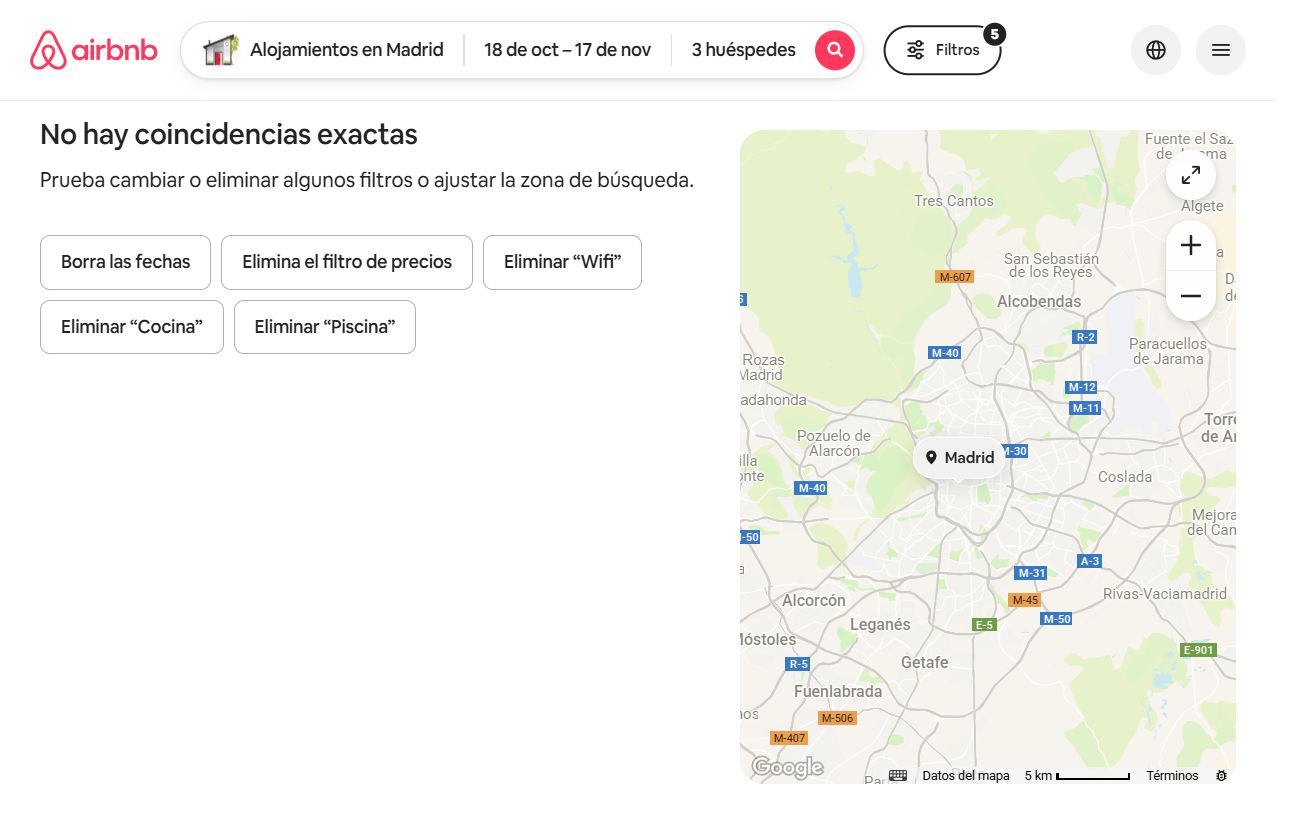 airbnb
Alojamientos en Madrid
18 de oct – 17 de nov
3 huéspedes
Filtros
5
No hay coincidencias exactas
Prueba cambiar o eliminar algunos filtros o ajustar la zona de búsqueda.
Borra las fechas
Elimina el filtro de precios
Eliminar “Wifi”
Eliminar “Cocina”
Eliminar “Piscina”
Fuente el Saz
de Jarama
Tres Cantos
Algete
San Sebastián
de los Reyes
M-607
Alcobendas
R-2
Paracuellos
de Jarama
M-40
Rozas
Madrid
M-12
adahonda
M-11
Torre
de Ar
Pozuelo de
Alarcón
M-30
Madrid
illa
onte
Coslada
M-40
Mejora
del Cam
-50
A-3
M-31
Alcorcón
M-45
Rivas-Vaciamadrid
M-50
Leganés
E-5
Móstoles
E-901
R-5
Getafe
Fuenlabrada
nos
M-506
M-407
Google
Par
Datos del mapa
5 km
Términos